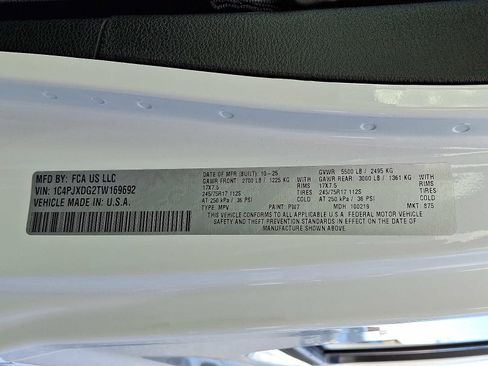 MFD BY: FCA US LLC
VIN: 1C4PJXDG2TW169692
VEHICLE MADE IN U.S.A.
DATE OF MFR (BUILT): 10-25 GVWR: 5500 LB / 2495 KG
GAWR FRONT: 2700 LB / 1225 KG WITH GAWR REAR: 3000 LB / 1361 KG WITH
17X7.5 RIMS 17X7.5 RIMS
245/75R17 112S TIRES 245/75R17 112S TIRES
AT 250 kPa / 36 PSI COLD AT 250 kPa / 36 PSI COLD
TYPE: MPV PAINT: PW7 MDH: 100219 MKT: 875
THIS VEHICLE CONFORMS TO ALL APPLICABLE U.S.A. FEDERAL MOTOR VEHICLE
SAFETY AND THEFT PREVENTION STANDARDS IN EFFECT ON THE DATE OF
MANUFACTURE SHOWN ABOVE.